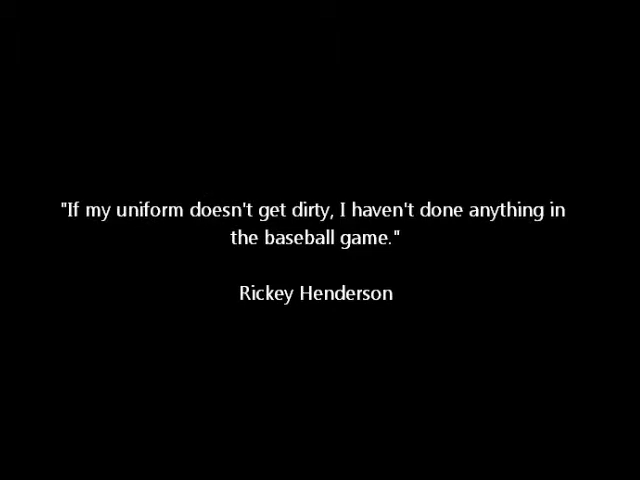 "If my uniform doesn't get dirty, I haven't done anything in
the baseball game."
Rickey Henderson